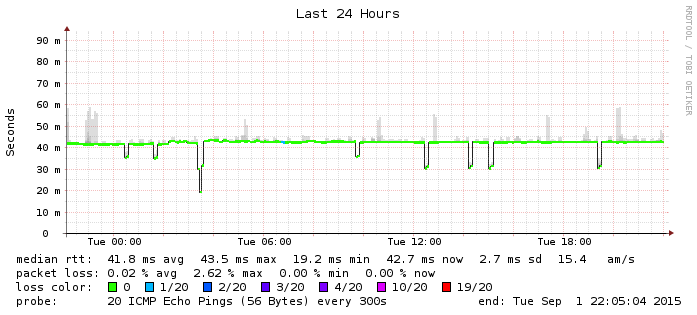 Last 24 Hours
RRDTOOL / TOBI OETIKER
Seconds
90 m
80 m
70 m
60 m
50 m
40 m
30 m
20 m
10 m
0
Tue 00:00 Tue 06:00 Tue 12:00 Tue 18:00
median rtt: 41.8 ms avg 43.5 ms max 19.2 ms min 42.7 ms now 2.7 ms sd 15.4 am/s
packet loss: 0.02 % avg 2.62 % max 0.00 % min 0.00 % now
loss color: 0 1/20 2/20 3/20 4/20 10/20 19/20
probe: 20 ICMP Echo Pings (56 Bytes) every 300s end: Tue Sep 1 22:05:04 2015